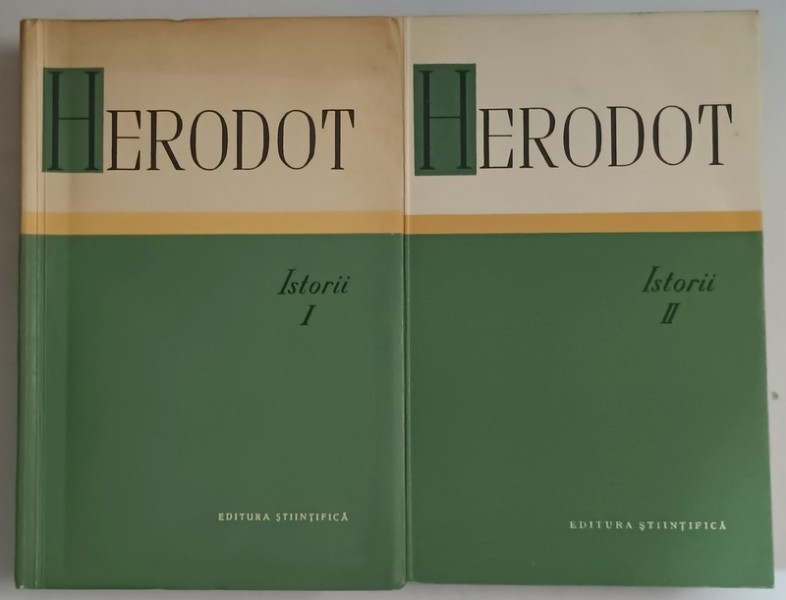 HERODOT
Istorii
I
EDITURA ȘTIINȚIFICĂ
HERODOT
Istorii
II
EDITURA ȘTIINȚIFICĂ